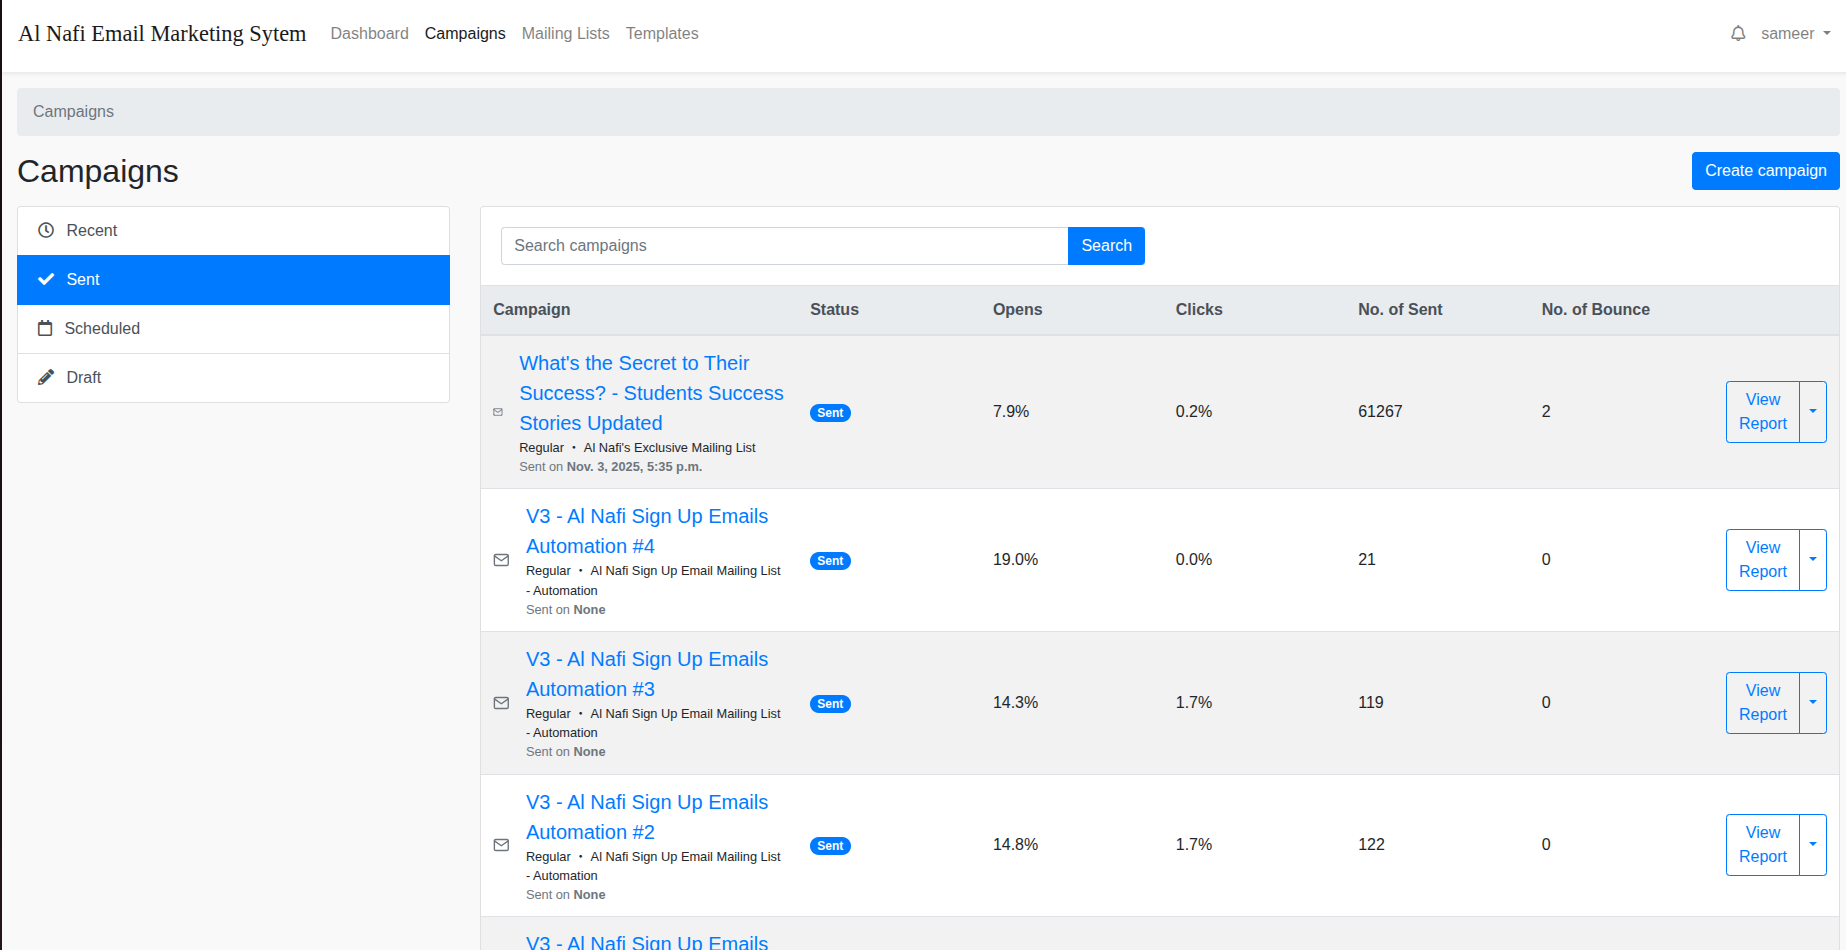 Al Nafi Email Marketing Sytem Dashboard Campaigns Mailing Lists Templates sameer
Campaigns
Campaigns
Create campaign
Recent
Sent
Scheduled
Draft
Search campaigns Search
Campaign Status Opens Clicks No. of Sent No. of Bounce
What's the Secret to Their
Success? - Students Success
Stories Updated
Regular • Al Nafi's Exclusive Mailing List
Sent on Nov. 3, 2025, 5:35 p.m.
Sent 7.9% 0.2% 61267 2
View
Report
V3 - Al Nafi Sign Up Emails
Automation #4
Regular • Al Nafi Sign Up Email Mailing List
- Automation
Sent on None
Sent 19.0% 0.0% 21 0
View
Report
V3 - Al Nafi Sign Up Emails
Automation #3
Regular • Al Nafi Sign Up Email Mailing List
- Automation
Sent on None
Sent 14.3% 1.7% 119 0
View
Report
V3 - Al Nafi Sign Up Emails
Automation #2
Regular • Al Nafi Sign Up Email Mailing List
- Automation
Sent on None
Sent 14.8% 1.7% 122 0
View
Report
V3 - Al Nafi Sign Up Emails